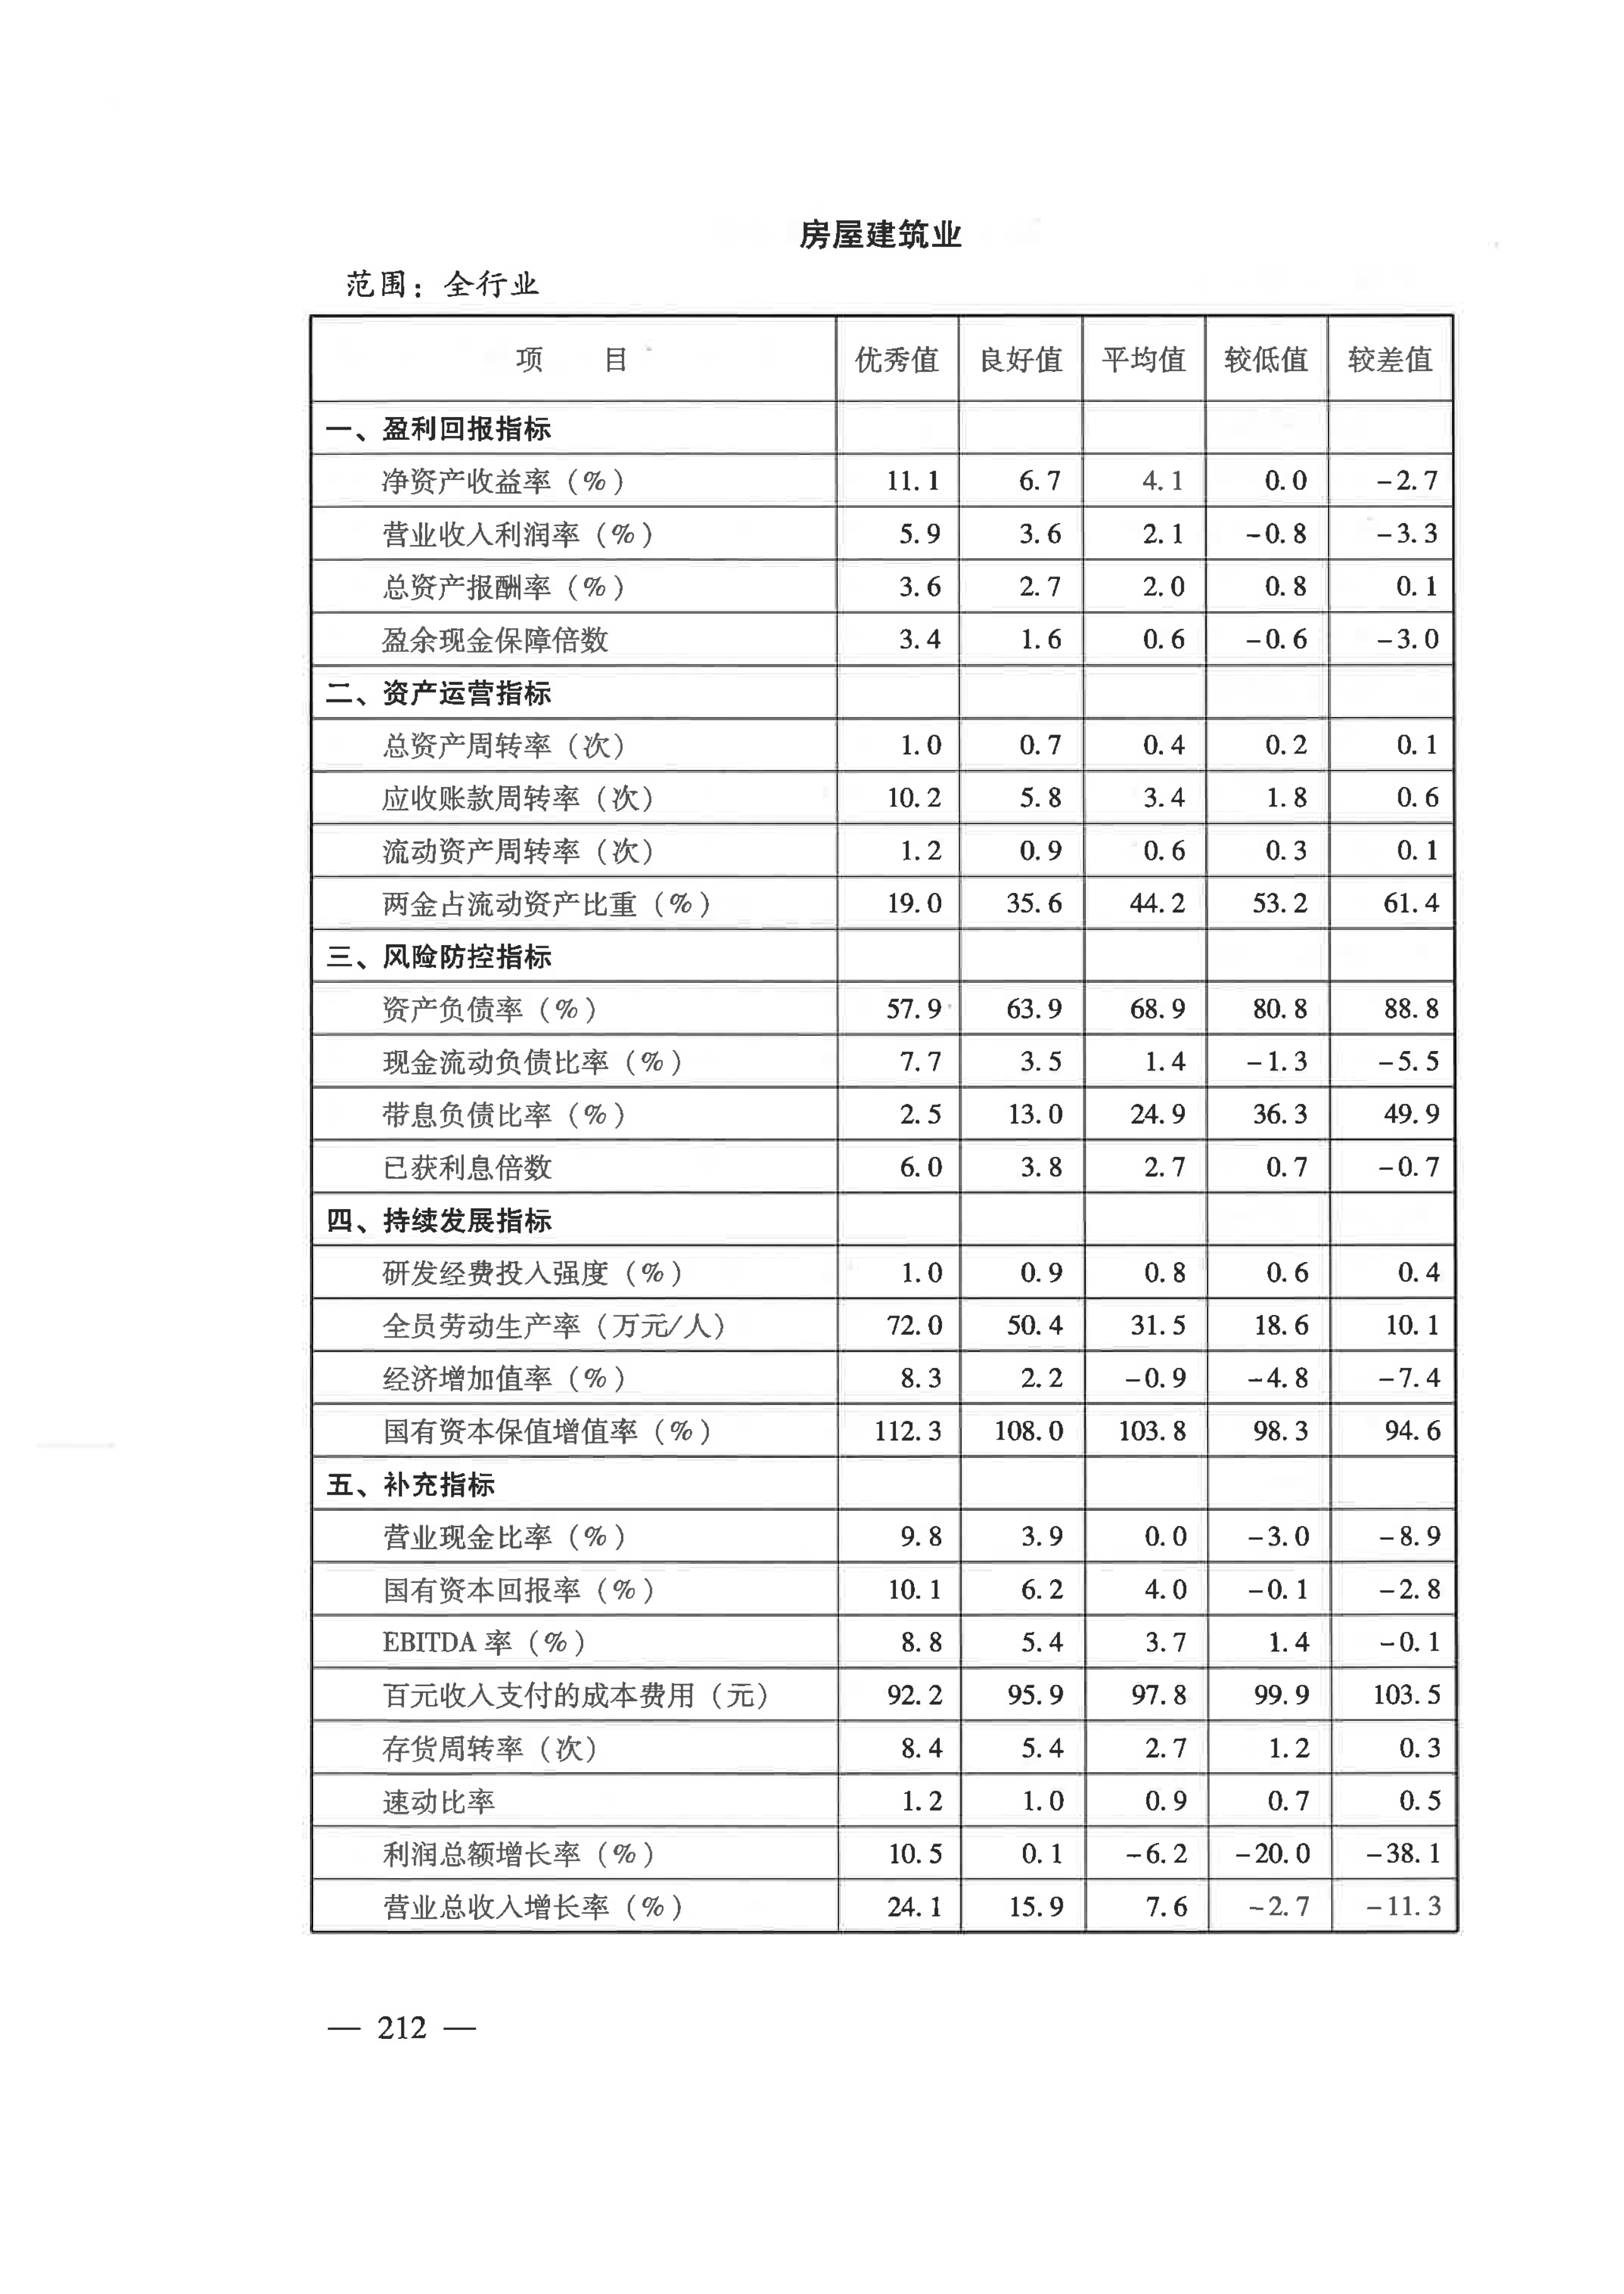 房屋建筑业
范围：全行业
项 目 优秀值 良好值 平均值 较低值 较差值
一、盈利回报指标
净资产收益率（%） 11.1 6.7 4.1 0.0 -2.7
营业收入利润率（%） 5.9 3.6 2.1 -0.8 -3.3
总资产报酬率（%） 3.6 2.7 2.0 0.8 0.1
盈余现金保障倍数 3.4 1.6 0.6 -0.6 -3.0
二、资产运营指标
总资产周转率（次） 1.0 0.7 0.4 0.2 0.1
应收账款周转率（次） 10.2 5.8 3.4 1.8 0.6
流动资产周转率（次） 1.2 0.9 0.6 0.3 0.1
两金占流动资产比重（%） 19.0 35.6 44.2 53.2 61.4
三、风险防控指标
资产负债率（%） 57.9 63.9 68.9 80.8 88.8
现金流动负债比率（%） 7.7 3.5 1.4 -1.3 -5.5
带息负债比率（%） 2.5 13.0 24.9 36.3 49.9
已获利息倍数 6.0 3.8 2.7 0.7 -0.7
四、持续发展指标
研发经费投入强度（%） 1.0 0.9 0.8 0.6 0.4
全员劳动生产率（万元/人） 72.0 50.4 31.5 18.6 10.1
经济增加值率（%） 8.3 2.2 -0.9 -4.8 -7.4
国有资本保值增值率（%） 112.3 108.0 103.8 98.3 94.6
五、补充指标
营业现金比率（%） 9.8 3.9 0.0 -3.0 -8.9
国有资本回报率（%） 10.1 6.2 4.0 -0.1 -2.8
EBITDA 率（%） 8.8 5.4 3.7 1.4 -0.1
百元收入支付的成本费用（元） 92.2 95.9 97.8 99.9 103.5
存货周转率（次） 8.4 5.4 2.7 1.2 0.3
速动比率 1.2 1.0 0.9 0.7 0.5
利润总额增长率（%） 10.5 0.1 -6.2 -20.0 -38.1
营业总收入增长率（%） 24.1 15.9 7.6 -2.7 -11.3
— 212 —